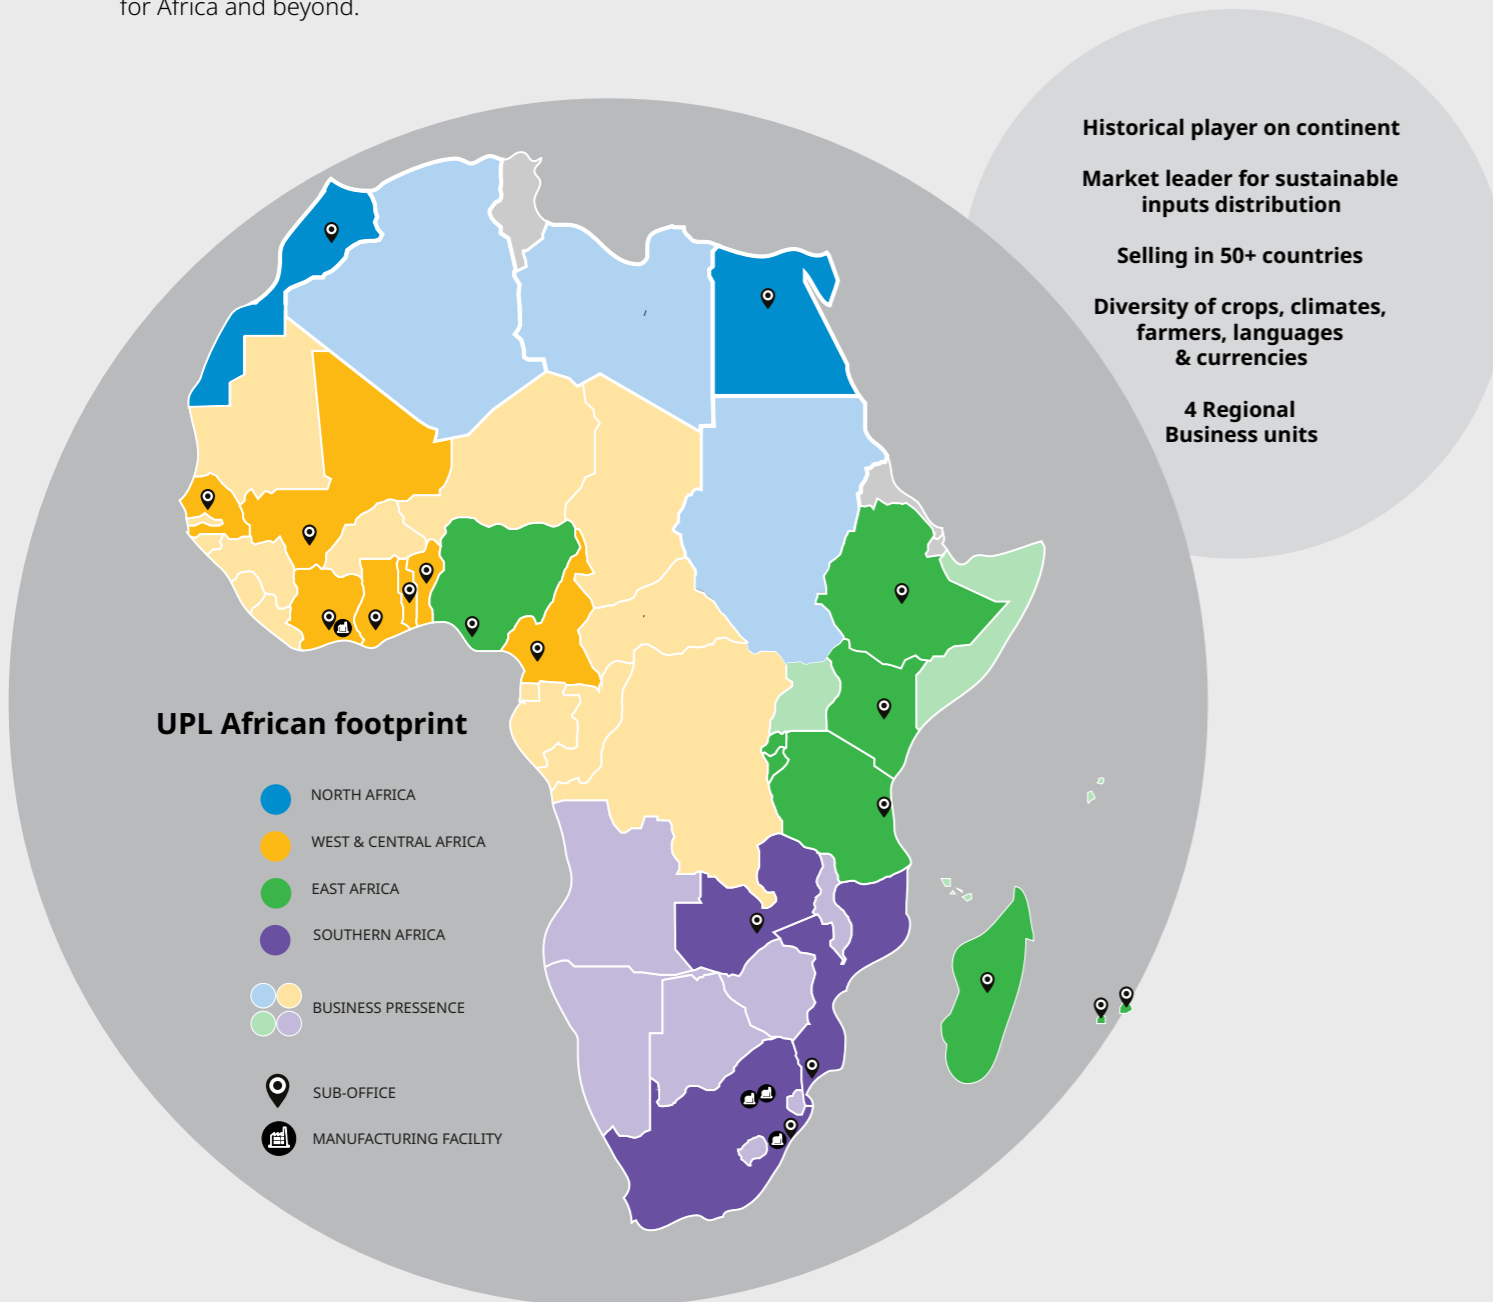 for Africa and beyond.
Historical player on continent
Market leader for sustainable
inputs distribution
Selling in 50+ countries
Diversity of crops, climates,
farmers, languages
& currencies
4 Regional
Business units
UPL African footprint
NORTH AFRICA
WEST & CENTRAL AFRICA
EAST AFRICA
SOUTHERN AFRICA
BUSINESS PRESSENCE
SUB-OFFICE
MANUFACTURING FACILITY